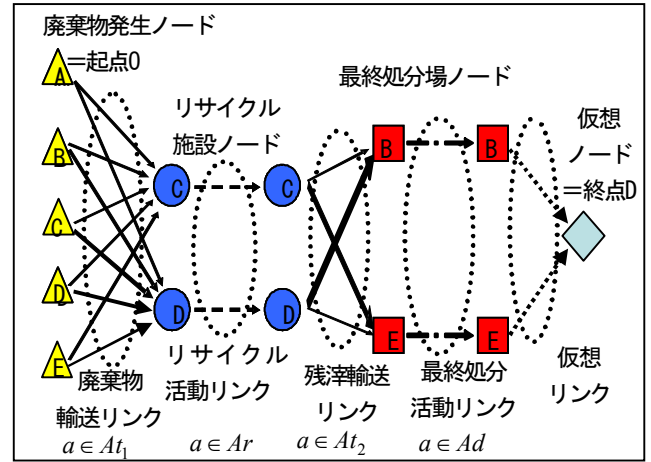 廃棄物発生ノード
=起点O
リサイクル
施設ノード
最終処分場ノード
仮想
ノード
=終点D
A
B
C
D
E
C
C
D
D
B
B
E
E
廃棄物
輸送リンク
リサイクル
活動リンク
残滓輸送
リンク
最終処分
活動リンク
仮想
リンク
a ∈ At₁
a ∈ Ar
a ∈ At₂
a ∈ Ad